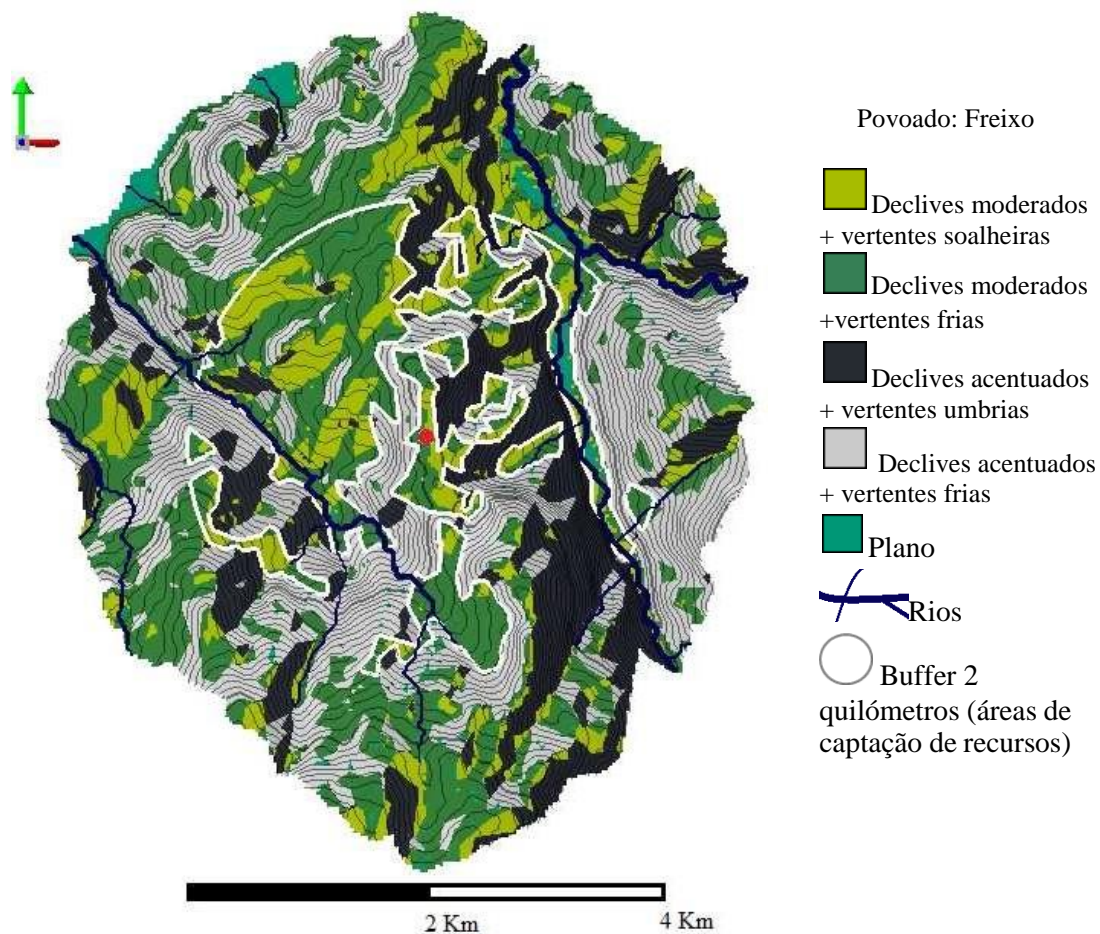 Povoado: Freixo
Declives moderados
+ vertentes soalheiras
Declives moderados
+vertentes frias
Declives acentuados
+ vertentes umbrias
Declives acentuados
+ vertentes frias
Plano
Rios
Buffer 2
quilómetros (áreas de
captação de recursos)
2 Km
4 Km